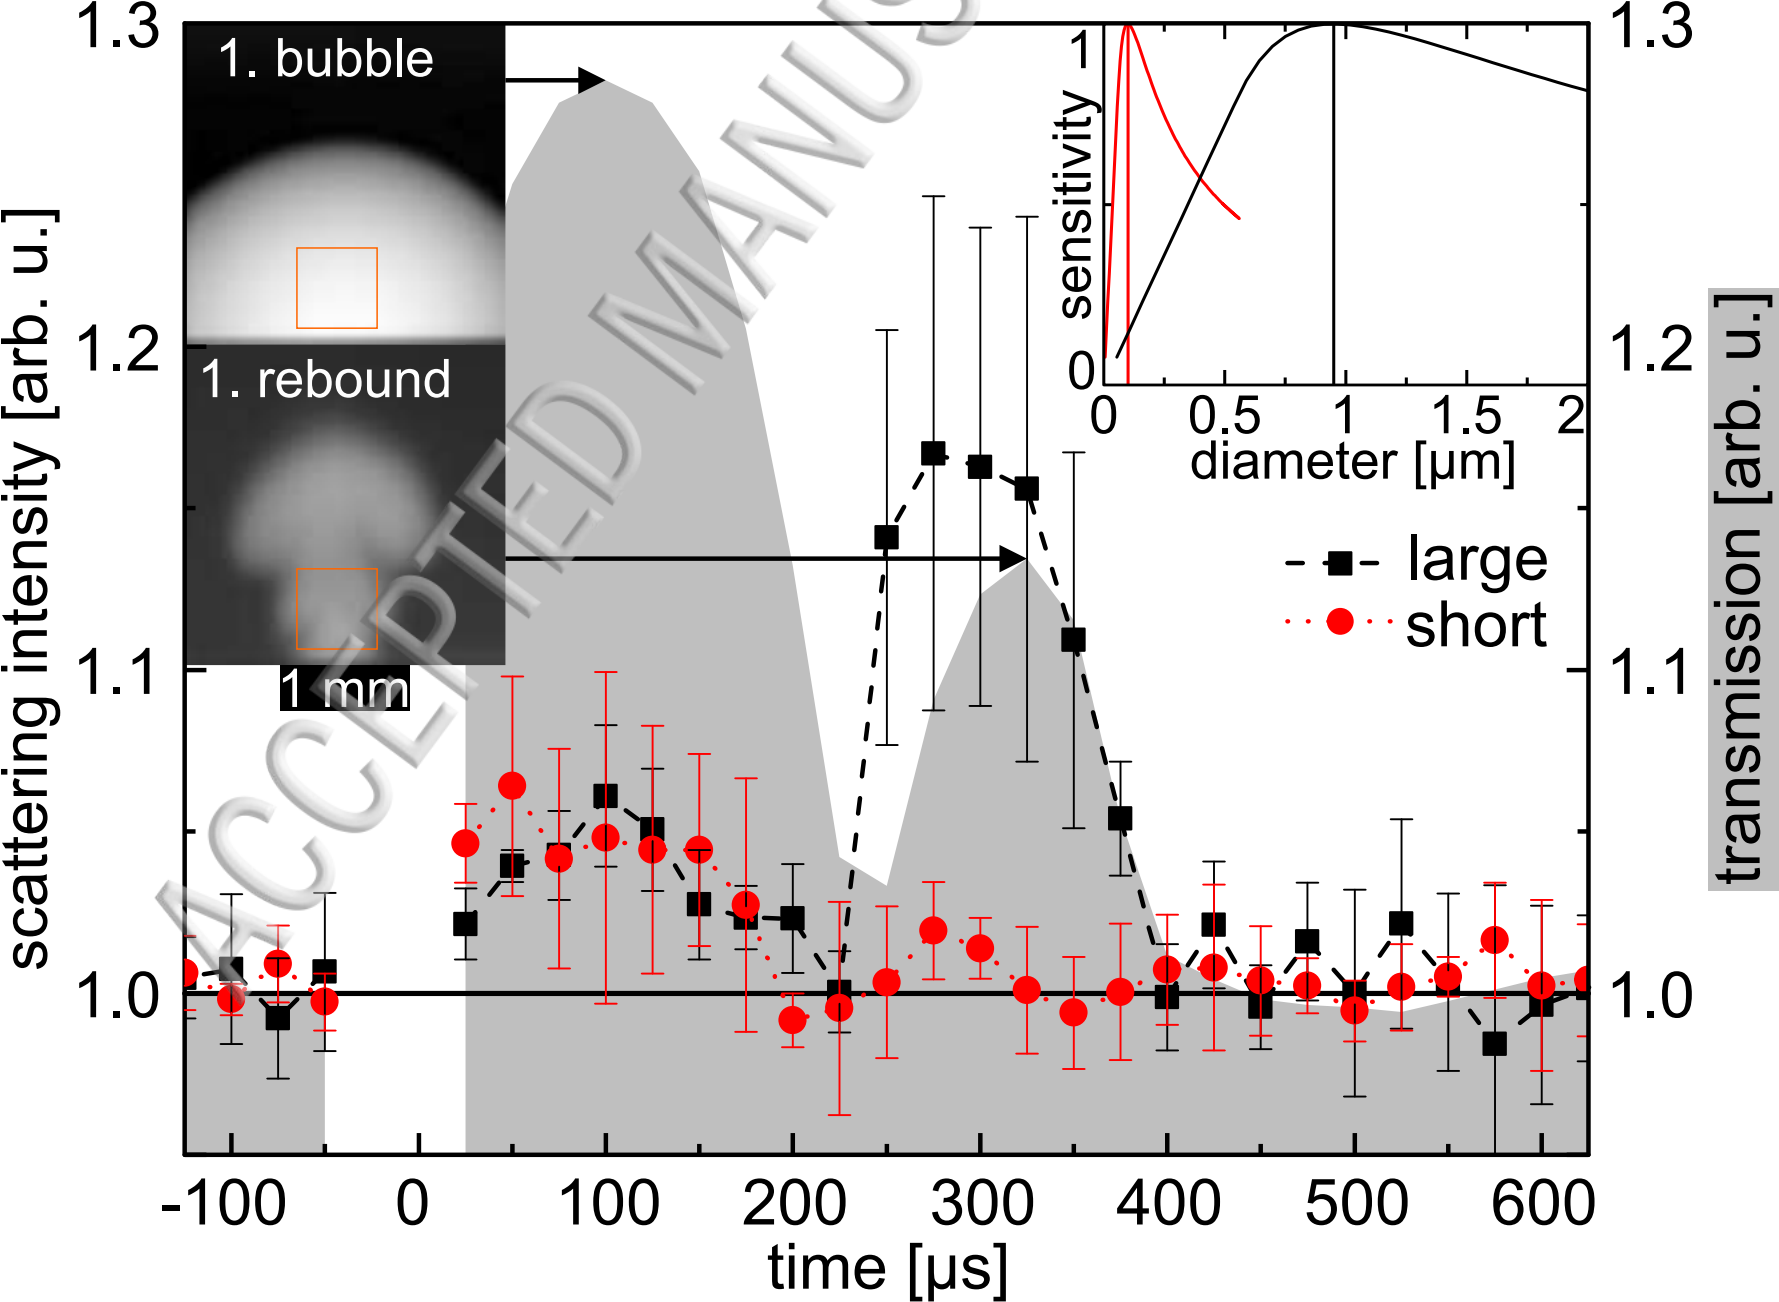 1.3
1.2
1.1
1.0
scattering intensity [arb. u.]
1. bubble
1. rebound
1 mm
ACCEPTED MANUS
1
0
sensitivity
0 0.5 1 1.5 2
diameter [µm]
large
short
1.3
1.2
1.1
1.0
transmission [arb. u.]
-100 0 100 200 300 400 500 600
time [µs]